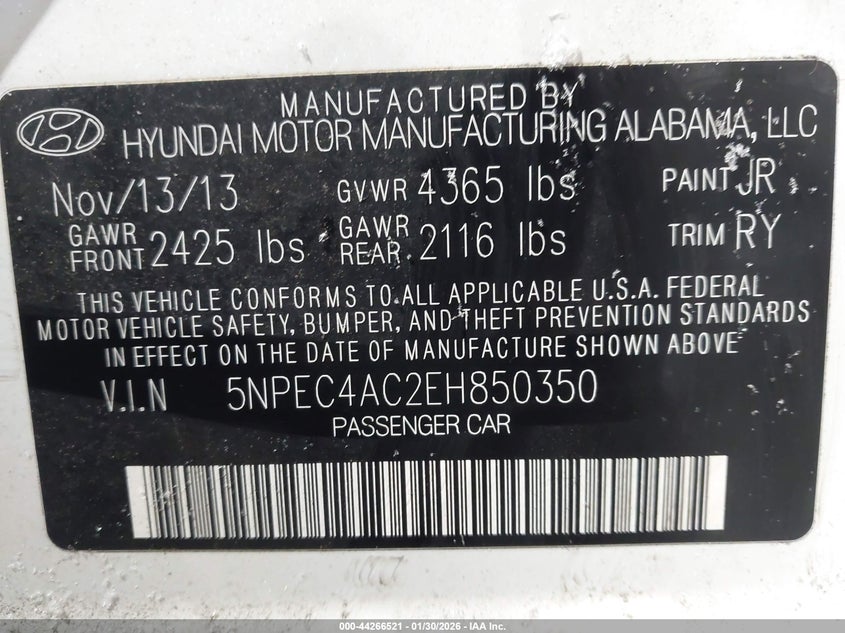 MANUFACTURED BY
HYUNDAI MOTOR MANUFACTURING ALABAMA, LLC
Nov/13/13 GVWR 4365 lbs PAINT JR
GAWR FRONT 2425 lbs GAWR REAR 2116 lbs TRIM RY
THIS VEHICLE CONFORMS TO ALL APPLICABLE U.S.A. FEDERAL
MOTOR VEHICLE SAFETY, BUMPER, AND THEFT PREVENTION STANDARDS
IN EFFECT ON THE DATE OF MANUFACTURE SHOWN ABOVE
V.I.N 5NPEC4AC2EH850350
PASSENGER CAR
000-44266521 - 01/30/2026 - IAA Inc.